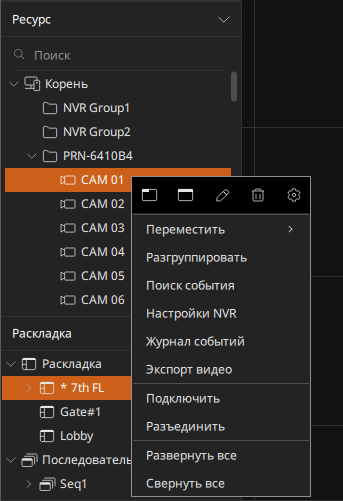 Ресурс
Поиск
Корень
NVR Group1
NVR Group2
PRN-6410B4
CAM 01
CAM 02
CAM 03
CAM 04
CAM 05
CAM 06
Переместить
Разгруппировать
Поиск события
Настройки NVR
Журнал событий
Экспорт видео
Подключить
Разъединить
Развернуть все
Свернуть все
Раскладка
Раскладка
* 7th FL
Gate#1
Lobby
Последователь
Seq1